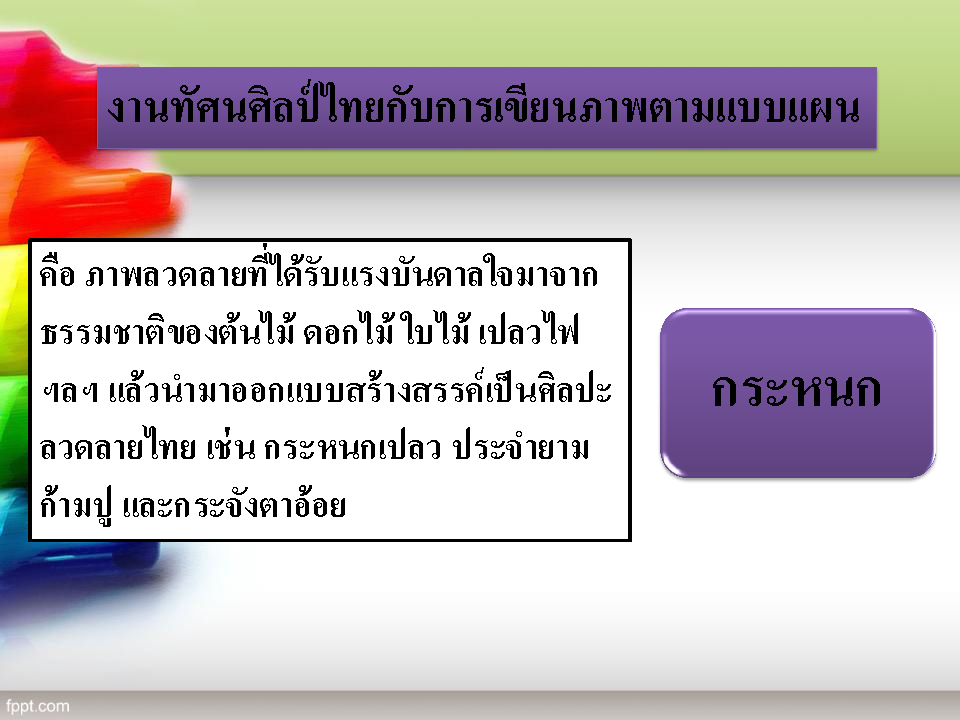 งานทัศนศิลป์ไทยกับการเขียนภาพตามแบบแผน
คือ ภาพลวดลายที่ได้รับแรงบันดาลใจมาจาก
ธรรมชาติของต้นไม้ ดอกไม้ ใบไม้ เปลวไฟ
ฯลฯ แล้วนำมาออกแบบสร้างสรรค์เป็นศิลปะ
ลวดลายไทย เช่น กระหนกเปลว ประจำยาม
ก้ามปู และกระจังตาอ้อย
กระหนก
fppt.com